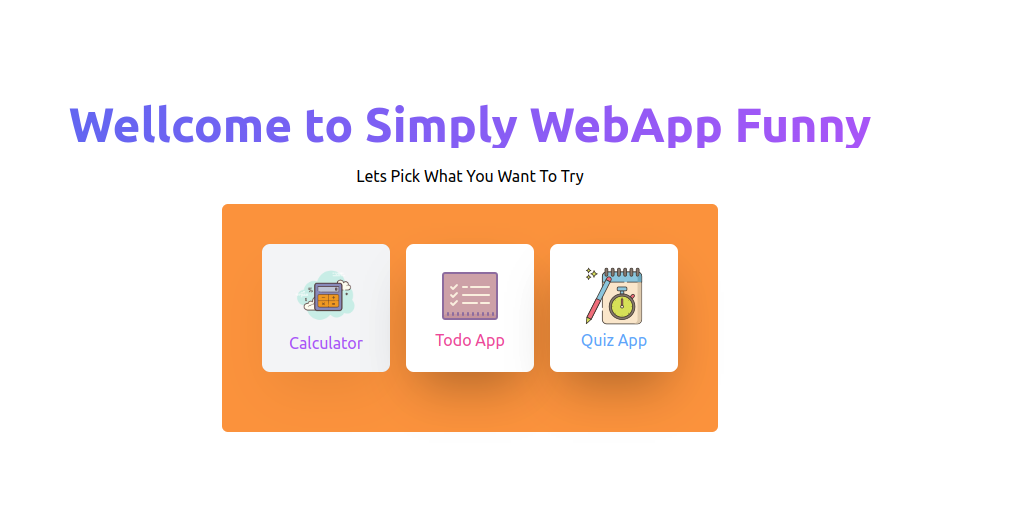 Wellcome to Simply WebApp Funny
Lets Pick What You Want To Try
Calculator
Todo App
Quiz App